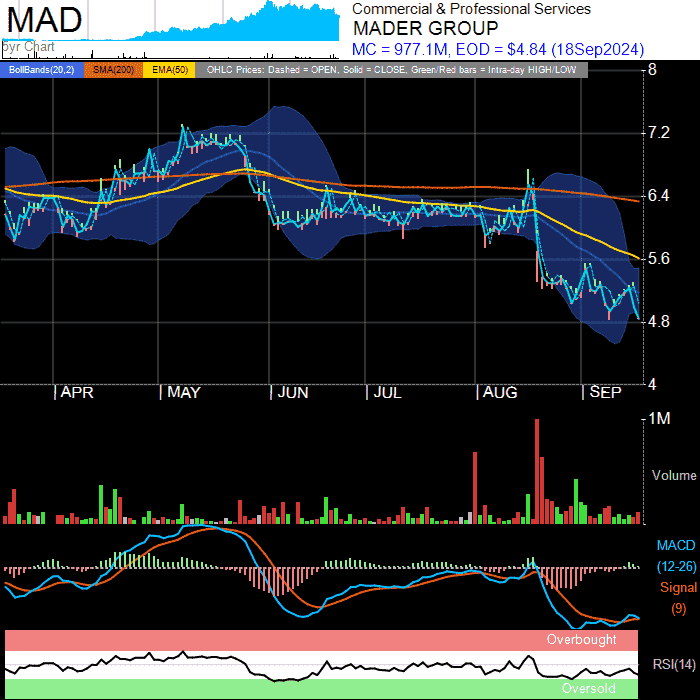 MAD
Commercial & Professional Services
MADER GROUP
MC = 977.1M, EOD = $4.84 (18Sep2024)
5yr Chart
BollBands(20,2) SMA(200) EMA(50) OHLC Prices: Dashed = OPEN, Solid = CLOSE, Green/Red bars = Intra-day HIGH/LOW
8
7.2
6.4
5.6
4.8
4
APR MAY JUN JUL AUG SEP
1M
Volume
MACD
(12-26)
Signal
(9)
Overbought
RSI(14)
Oversold